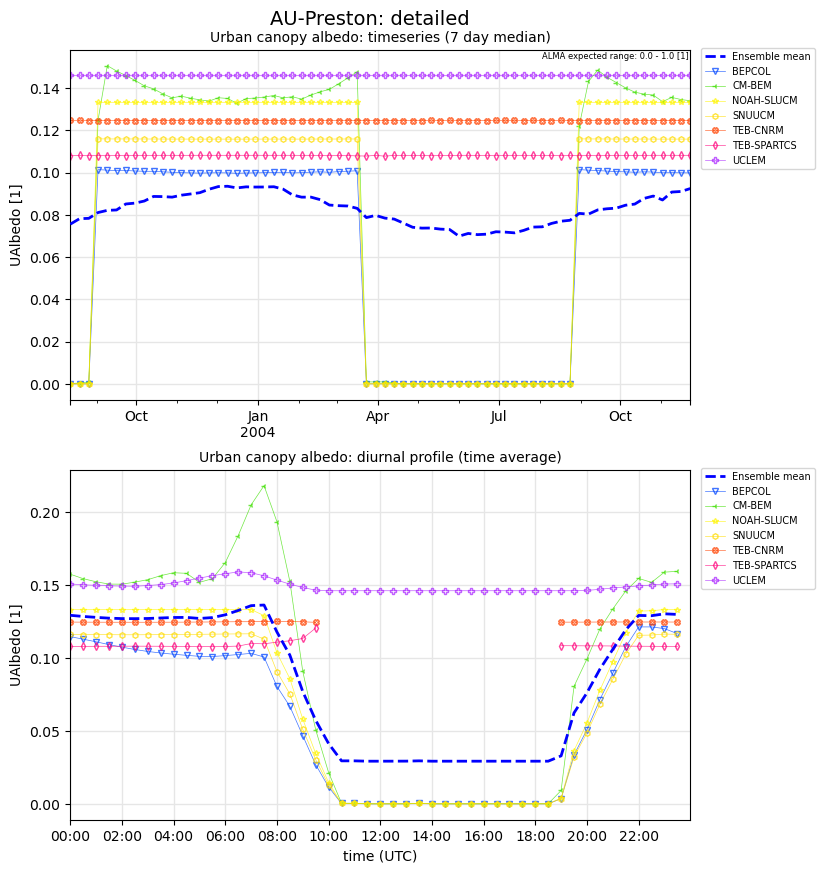 AU-Preston: detailed
Urban canopy albedo: timeseries (7 day median)
ALMA expected range: 0.0 - 1.0 [1]
UAlbedo [1]
0.14
0.12
0.10
0.08
0.06
0.04
0.02
0.00
Oct
Jan
2004
Apr
Jul
Oct
Ensemble mean
BEPCOL
CM-BEM
NOAH-SLUCM
SNUUCM
TEB-CNRM
TEB-SPARTCS
UCLEM
Urban canopy albedo: diurnal profile (time average)
UAlbedo [1]
0.20
0.15
0.10
0.05
0.00
00:00 02:00 04:00 06:00 08:00 10:00 12:00 14:00 16:00 18:00 20:00 22:00
time (UTC)
Ensemble mean
BEPCOL
CM-BEM
NOAH-SLUCM
SNUUCM
TEB-CNRM
TEB-SPARTCS
UCLEM